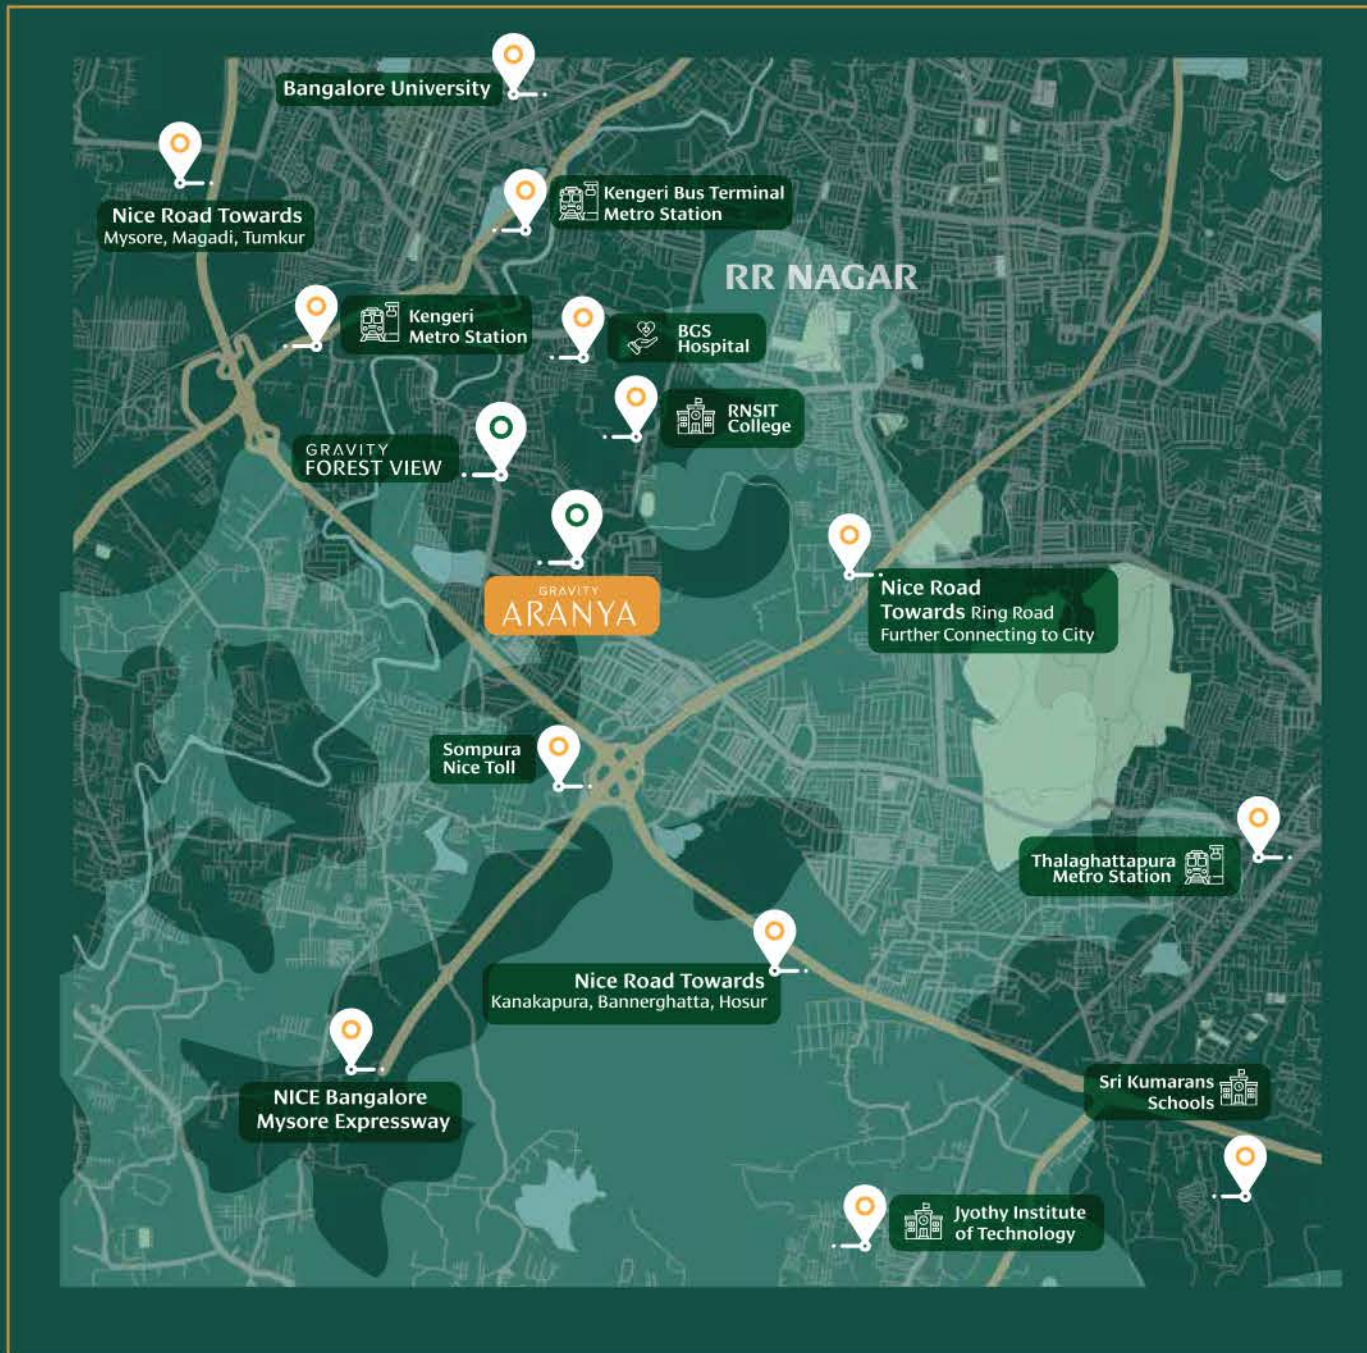 Bangalore University
Nice Road Towards
Mysore, Magadi, Tumkur
Kengeri Bus Terminal
Metro Station
RR NAGAR
Kengeri
Metro Station
BGS
Hospital
RNSIT
College
GRAVITY
FOREST VIEW
GRAVITY
ARANYA
Nice Road
Towards Ring Road
Further Connecting to City
Sompura
Nice Toll
Thalaghattapura
Metro Station
Nice Road Towards
Kanakapura, Bannerghatta, Hosur
NICE Bangalore
Mysore Expressway
Sri Kumarans
Schools
Jyothy Institute
of Technology